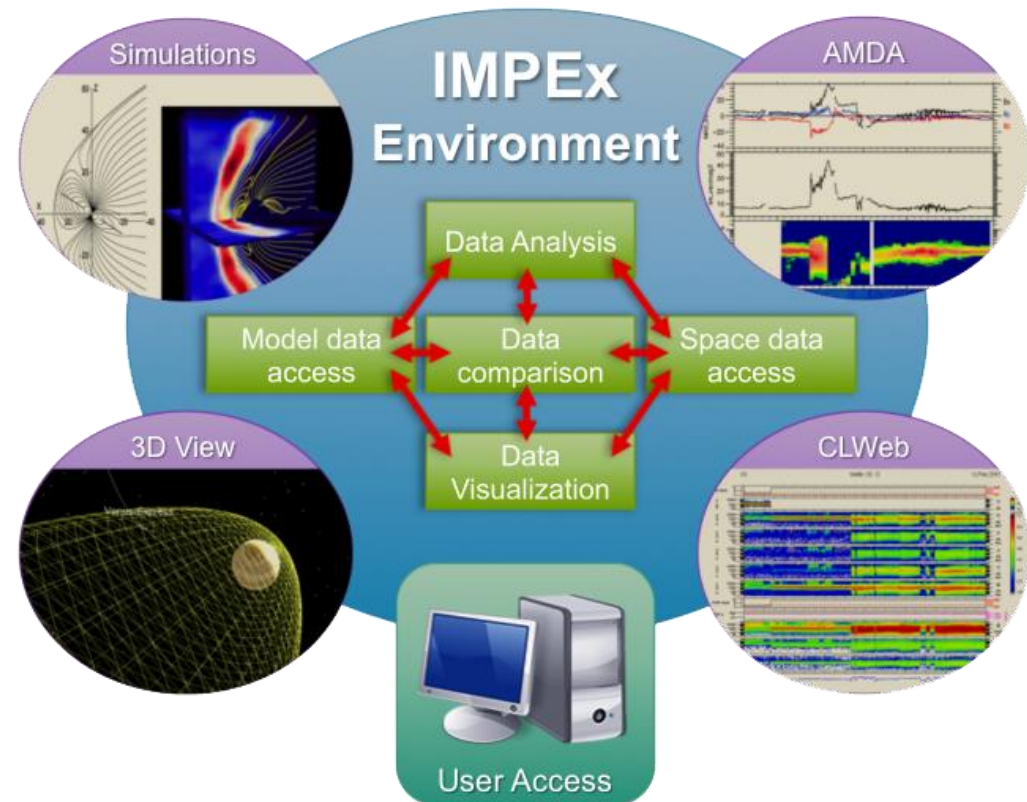 Simulations
IMPEx
Environment
AMDA
Data Analysis
Model data
access
Data
comparison
Space data
access
Data
Visualization
3D View
CLWeb
User Access